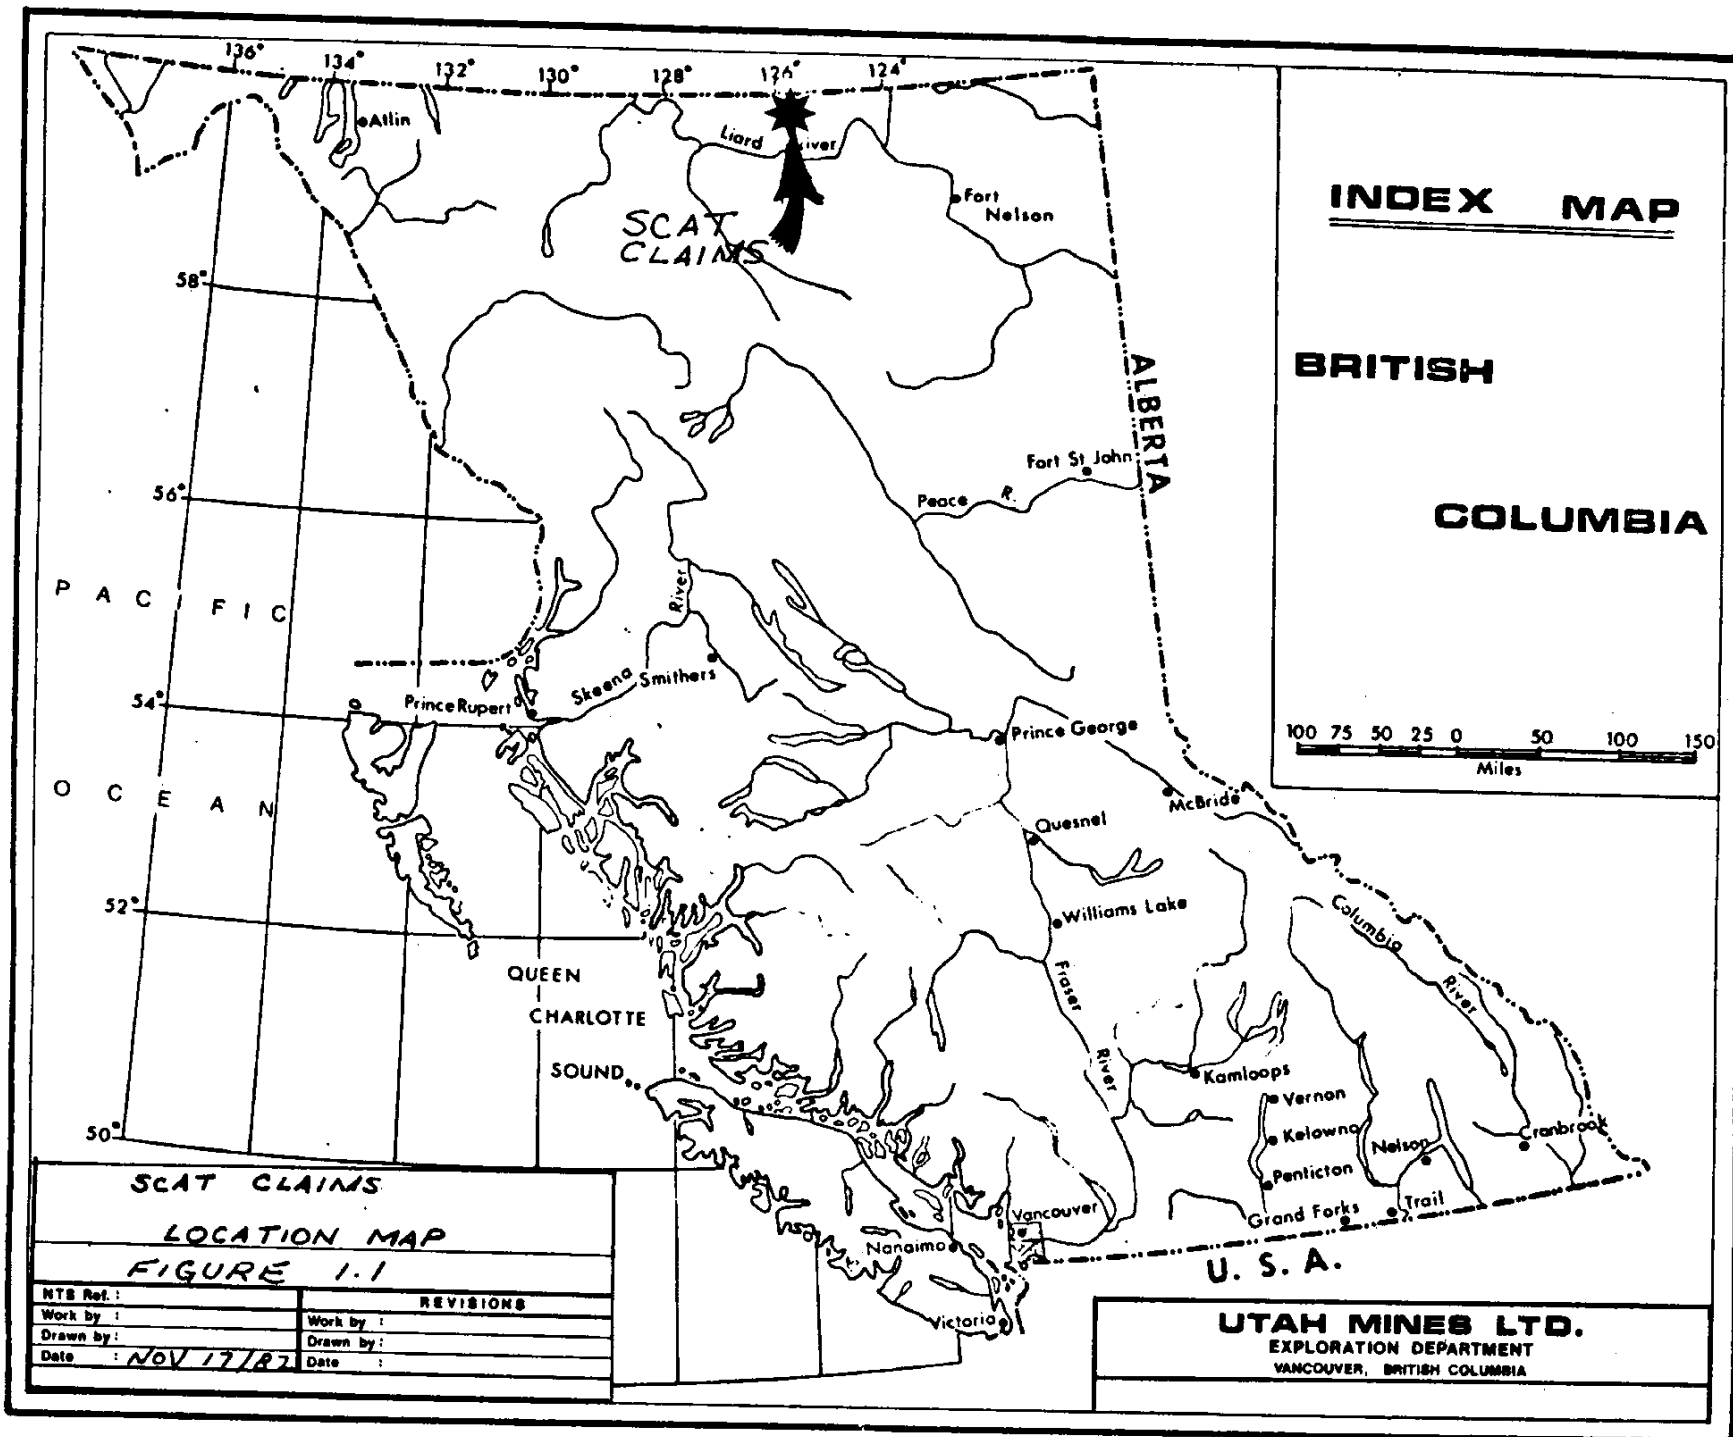 136° 134° 132° 130° 128° 126° 124°
Atlin
Liard River
Fort
Nelson
SCAT
CLAIMS
INDEX MAP
58°
BRITISH
ALBERTA
Fort St John
56°
Peace R.
COLUMBIA
PACIFIC
River
Skeena
Smithers
54°
Prince Rupert
Prince George
100 75 50 25 0 50 100 150
Miles
OCEAN
McBride
Quesnel
52°
Williams Lake
Columbia
River
QUEEN
CHARLOTTE
SOUND
Fraser
River
Kamloops
Vernon
50°
Kelowna
Nelson
Cranbrook
Penticton
Vancouver
Grand Forks
Trail
Nanaimo
U. S. A.
Victoria
SCAT CLAIMS
LOCATION MAP
FIGURE 1.1
NTS Ref. :
REVISIONS
Work by :
Work by :
Drawn by :
Drawn by :
Date : NOV 17/87
Date :
UTAH MINES LTD.
EXPLORATION DEPARTMENT
VANCOUVER, BRITISH COLUMBIA